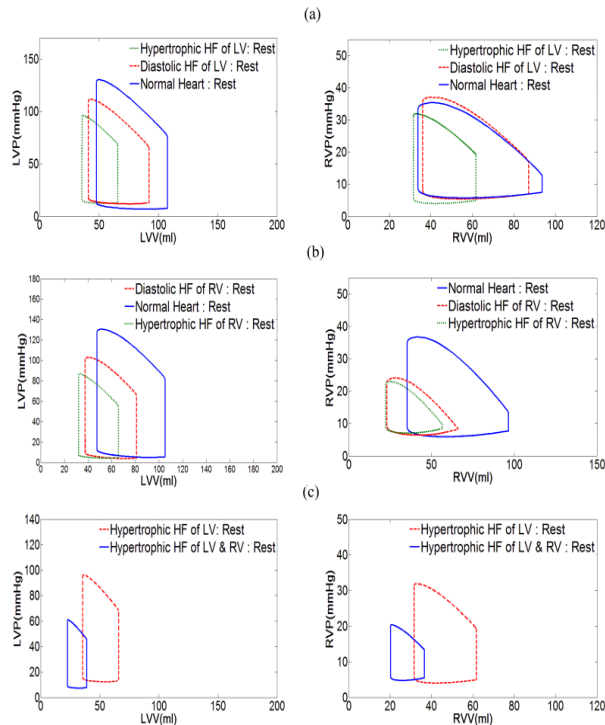 (a)
150
100
50
0
LVP(mmHg)
Hypertrophic HF of LV: Rest
Diastolic HF of LV : Rest
Normal Heart : Rest
0 50 100 150 200
LVV(ml)
50
40
30
20
10
0
RVP(mmHg)
Hypertrophic HF of LV : Rest
Diastolic HF of LV : Rest
Normal Heart : Rest
0 20 40 60 80 100 120
RVV(ml)
(b)
180
160
140
120
100
80
60
40
20
0
LVP(mmHg)
Diastolic HF of RV : Rest
Normal Heart : Rest
Hypertrophic HF of RV : Rest
0 20 40 60 80 100 120 140 160 180 200
LVV(ml)
50
40
30
20
10
0
RVP(mmHg)
Normal Heart : Rest
Diastolic HF of RV : Rest
Hypertrophic HF of RV : Rest
0 50 100 150
RVV(ml)
(c)
140
120
100
80
60
40
20
0
LVP(mmHg)
Hypertrophic HF of LV: Rest
Hypertrophic HF of LV & RV : Rest
0 50 100 150 200
LVV(ml)
50
40
30
20
10
0
RVP(mmHg)
Hypertrophic HF of LV : Rest
Hypertrophic HF of LV & RV : Rest
0 20 40 60 80 100 120
RVV(ml)